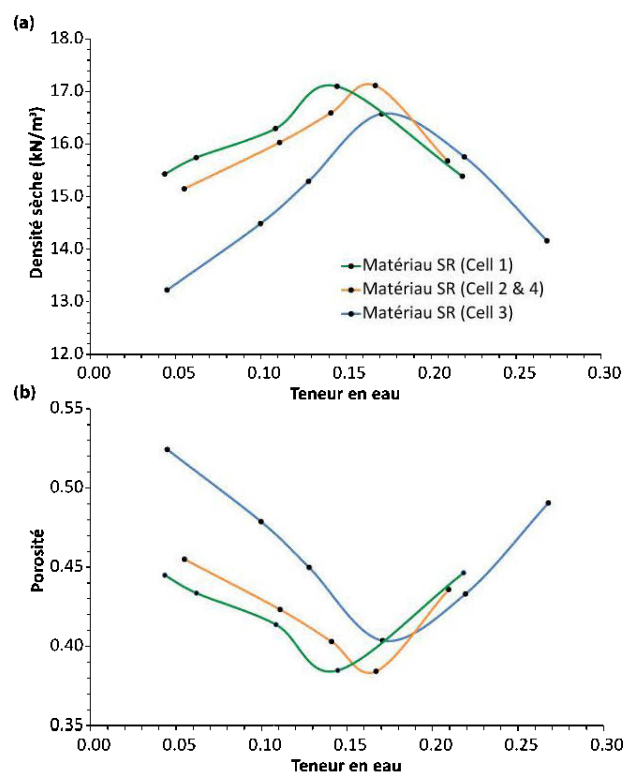 (a)
18.0
17.0
16.0
15.0
14.0
13.0
12.0
Densité sèche (kN/m³)
Matériau SR (Cell 1)
Matériau SR (Cell 2 & 4)
Matériau SR (Cell 3)
0.00 0.05 0.10 0.15 0.20 0.25 0.30
Teneur en eau
(b)
0.55
0.50
0.45
0.40
0.35
Porosité
0.00 0.05 0.10 0.15 0.20 0.25 0.30
Teneur en eau